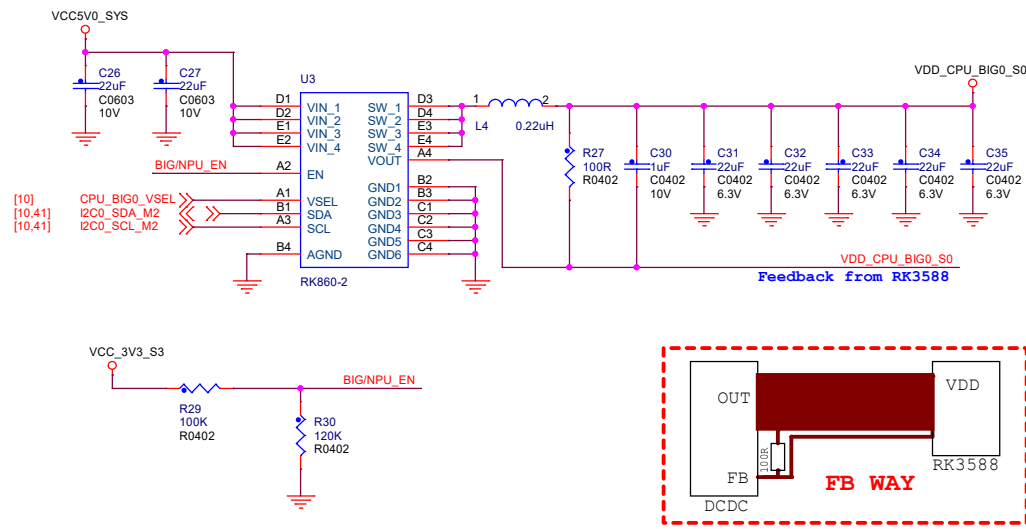 VCC5V0_SYS
VDD_CPU_BIG0_S0
C26
22uF
C0603
10V
C27
22uF
C0603
10V
U3
D1 VIN_1 SW_1 D3
D2 VIN_2 SW_2 D4
E1 VIN_3 SW_3 E3
E2 VIN_4 SW_4 E4
VOUT A4
BIG/NPU_EN A2 EN
GND1 B2
[10] CPU_BIG0_VSEL A1 VSEL GND2 B3
[10,41] I2C0_SDA_M2 B1 SDA GND3 C1
[10,41] I2C0_SCL_M2 A3 SCL GND4 C2
GND5 C3
B4 AGND GND6 C4
RK860-2
1 2
L4 0.22uH
R27
100R
R0402
C30
1uF
C0402
10V
C31
22uF
C0402
6.3V
C32
22uF
C0402
6.3V
C33
22uF
C0402
6.3V
C34
22uF
C0402
6.3V
C35
22uF
C0402
6.3V
VDD_CPU_BIG0_S0
Feedback from RK3588
VCC_3V3_S3
R29
100K
R0402
BIG/NPU_EN
R30
120K
R0402
OUT
VDD
100R
FB
FB WAY
RK3588
DCDC